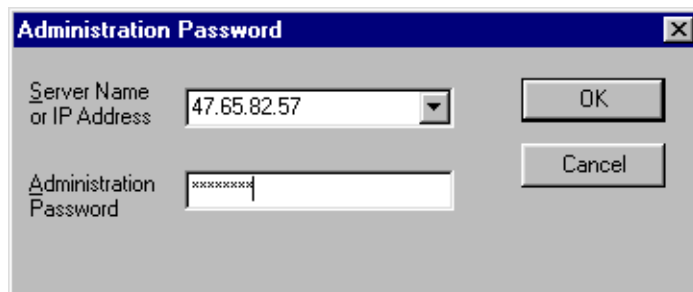 Administration Password
Server Name
or IP Address
47.65.82.57
OK
Cancel
Administration
Password
********